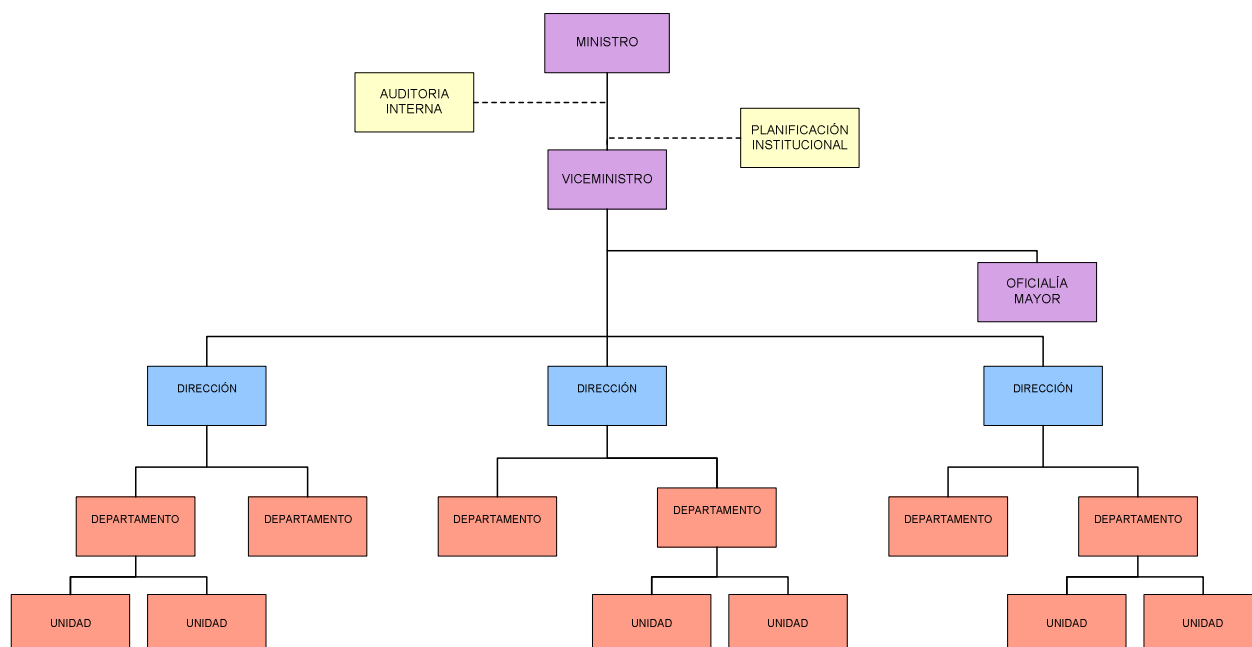 MINISTRO
AUDITORIA
INTERNA
PLANIFICACIÓN
INSTITUCIONAL
VICEMINISTRO
OFICIALÍA
MAYOR
DIRECCIÓN
DIRECCIÓN
DIRECCIÓN
DEPARTAMENTO
DEPARTAMENTO
DEPARTAMENTO
DEPARTAMENTO
DEPARTAMENTO
DEPARTAMENTO
UNIDAD
UNIDAD
UNIDAD
UNIDAD
UNIDAD
UNIDAD